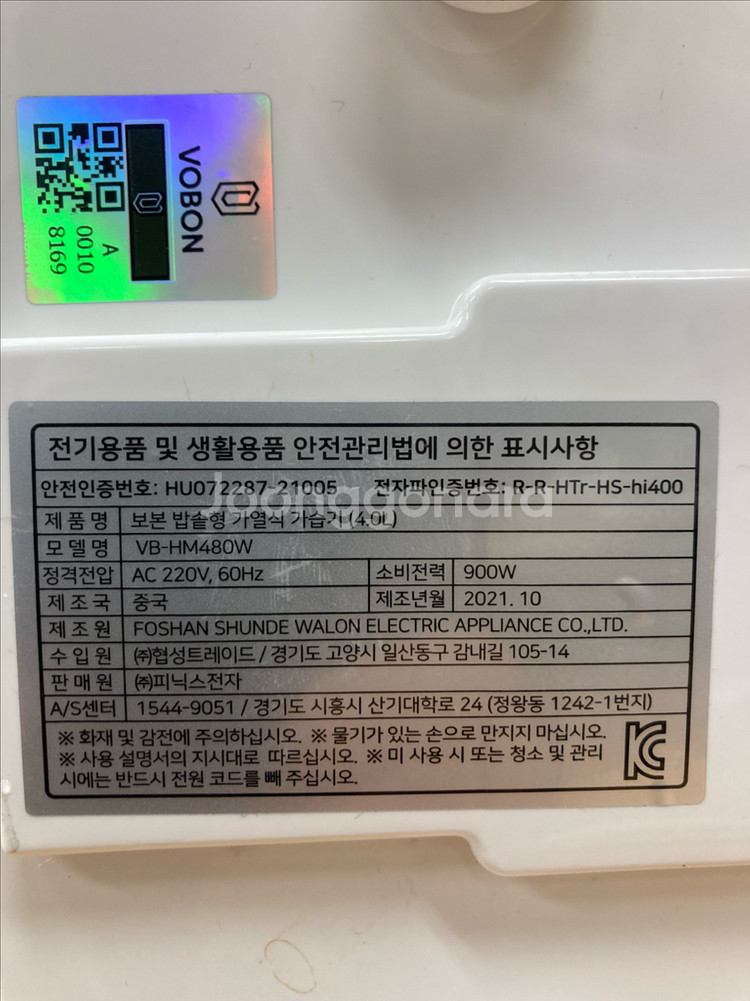 VOBON
A
0010
8169
전기용품 및 생활용품 안전관리법에 의한 표시사항
안전인증번호: HU072287-21005 전자파인증번호: R-R-HTr-HS-hi400
제품명 보본 밥솥형 가열식 가습기 (4.0L)
모델명 VB-HM480W
정격전압 AC 220V, 60Hz 소비전력 900W
제조국 중국 제조년월 2021. 10
제조원 FOSHAN SHUNDE WALON ELECTRIC APPLIANCE CO.,LTD.
수입원 ㈜협성트레이드 / 경기도 고양시 일산동구 감내길 105-14
판매원 ㈜피닉스전자
A/S센터 1544-9051 / 경기도 시흥시 산기대학로 24 (정왕동 1242-1번지)
※ 화재 및 감전에 주의하십시오. ※ 물기가 있는 손으로 만지지 마십시오.
※ 사용 설명서의 지시대로 따르십시오. ※ 미 사용 시 또는 청소 및 관리
시에는 반드시 전원 코드를 빼 주십시오.
Joonggonara